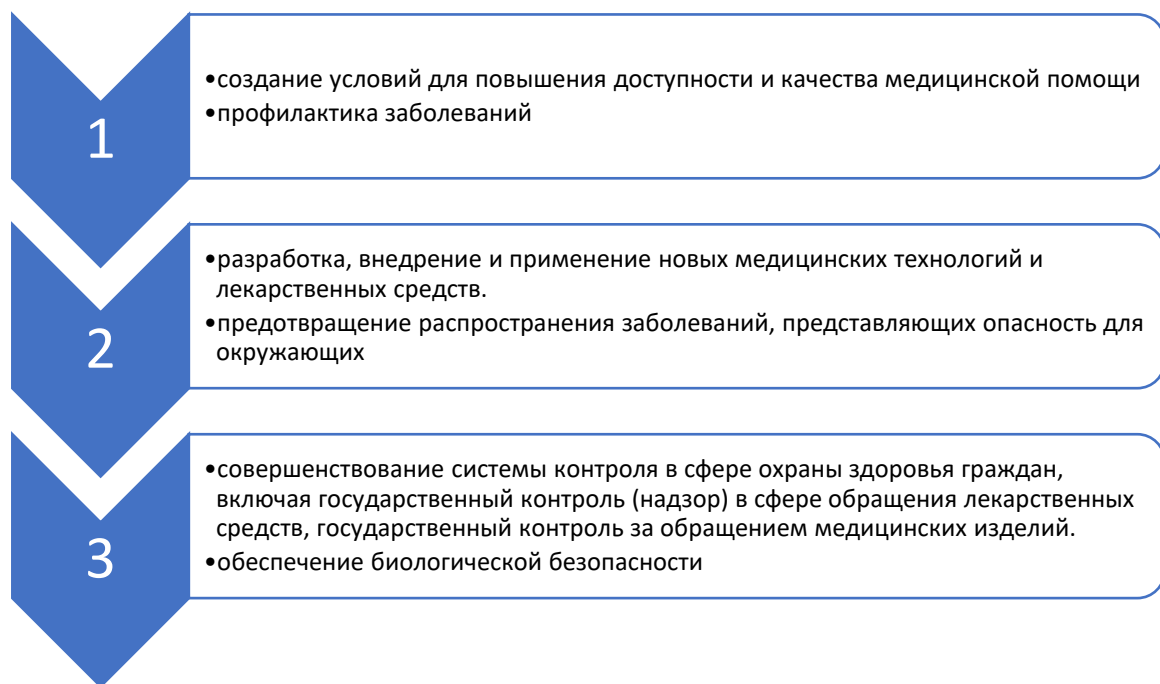 1
•создание условий для повышения доступности и качества медицинской помощи
•профилактика заболеваний
2
•разработка, внедрение и применение новых медицинских технологий и
лекарственных средств.
•предотвращение распространения заболеваний, представляющих опасность для
окружающих
3
•совершенствование системы контроля в сфере охраны здоровья граждан,
включая государственный контроль (надзор) в сфере обращения лекарственных
средств, государственный контроль за обращением медицинских изделий.
•обеспечение биологической безопасности